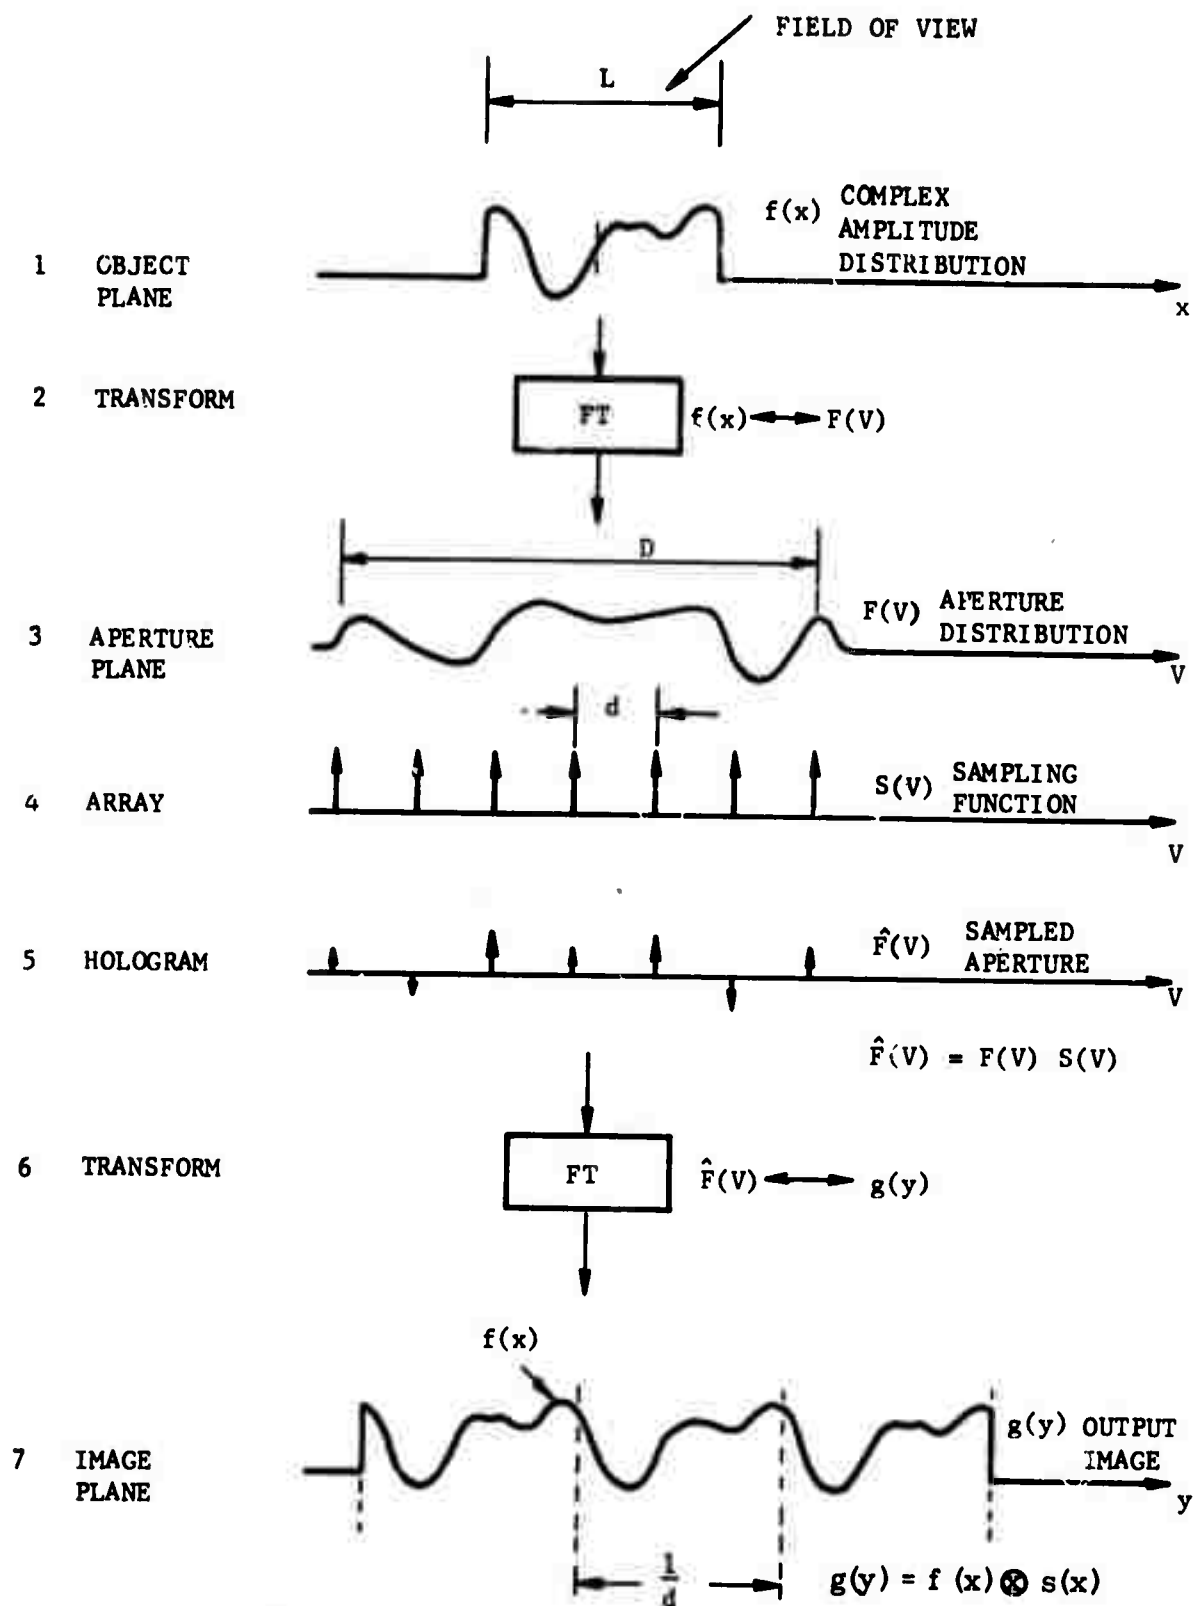 FIELD OF VIEW
L
f(x) COMPLEX
AMPLITUDE
DISTRIBUTION
1 OBJECT
PLANE
x
2 TRANSFORM
FT
f(x) ⟷ F(V)
D
F(V) APERTURE
DISTRIBUTION
3 APERTURE
PLANE
V
d
4 ARRAY
S(V) SAMPLING
FUNCTION
V
5 HOLOGRAM
F̂(V) SAMPLED
APERTURE
V
F̂(V) = F(V) S(V)
6 TRANSFORM
FT
F̂(V) ⟷ g(y)
f(x)
7 IMAGE
PLANE
g(y) OUTPUT
IMAGE
y
1/d
g(y) = f (x) ⊗ s(x)